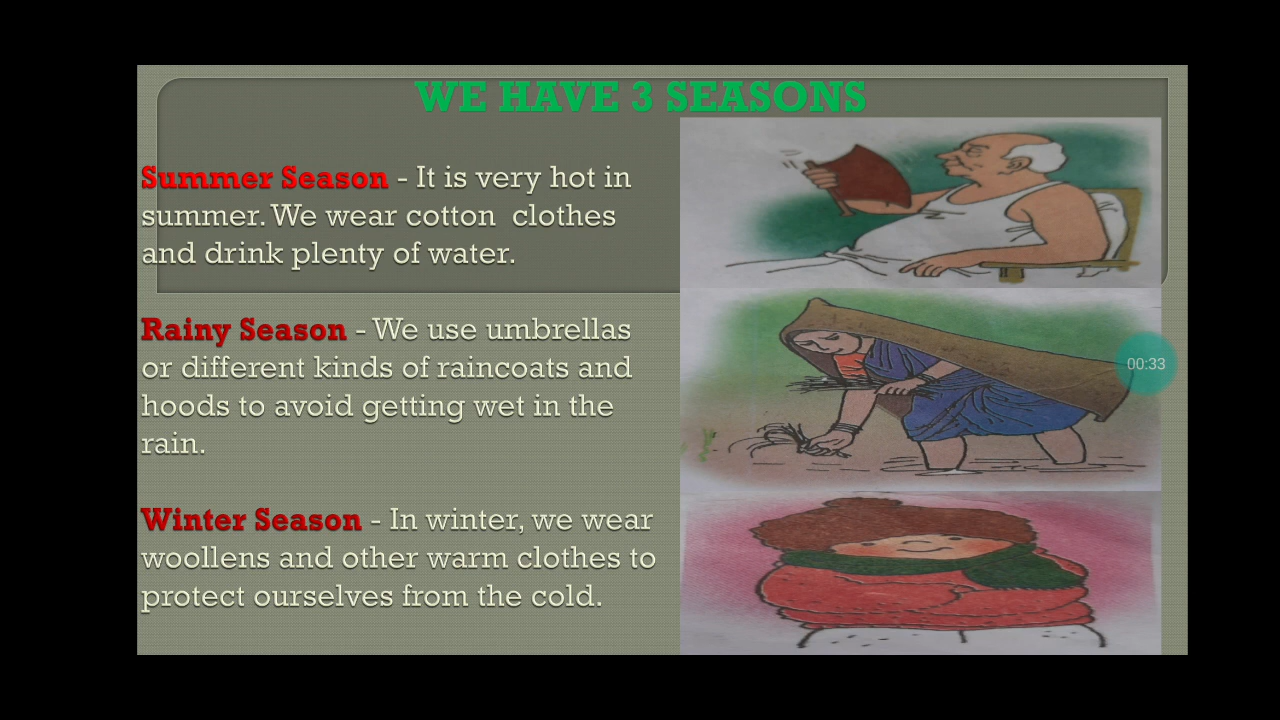 WE HAVE 3 SEASONS
Summer Season - It is very hot in
summer. We wear cotton clothes
and drink plenty of water.
Rainy Season - We use umbrellas
or different kinds of raincoats and
hoods to avoid getting wet in the
rain.
00:33
Winter Season - In winter, we wear
woollens and other warm clothes to
protect ourselves from the cold.